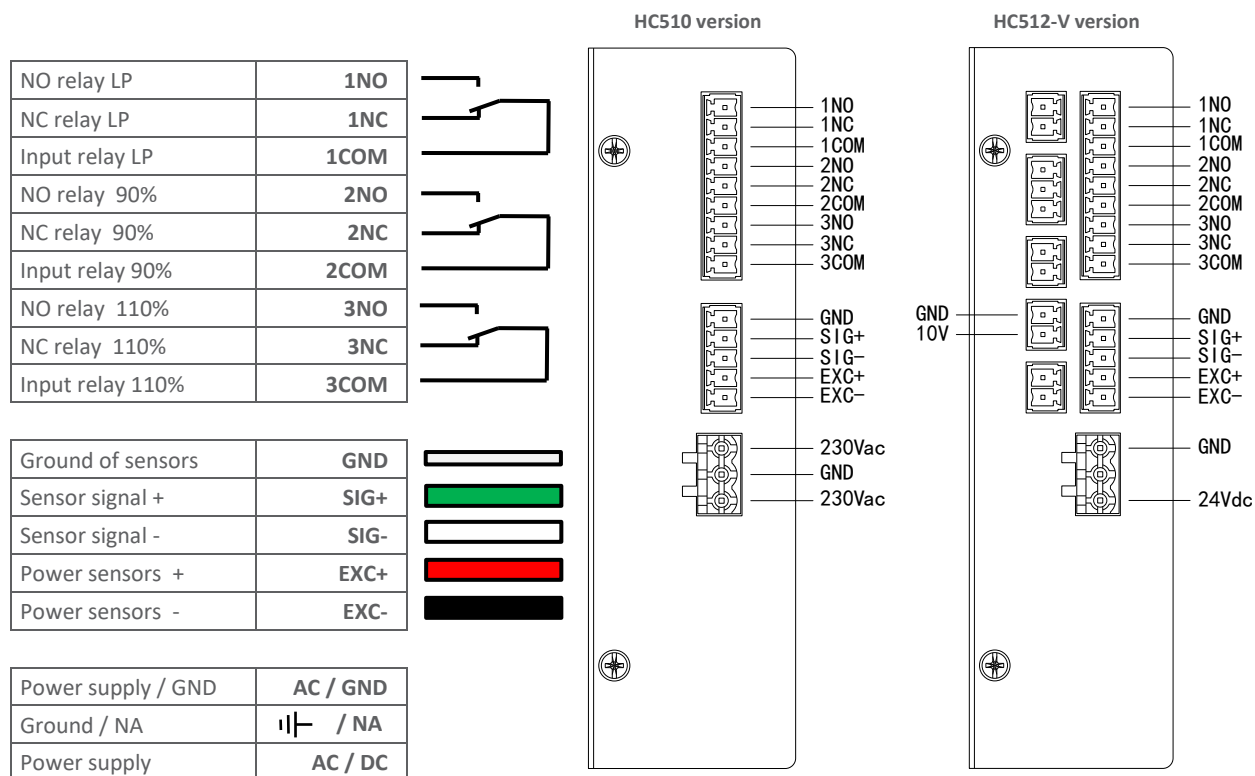 HC510 version
HC512-V version
NO relay LP 1NO
NC relay LP 1NC
Input relay LP 1COM
NO relay 90% 2NO
NC relay 90% 2NC
Input relay 90% 2COM
NO relay 110% 3NO
NC relay 110% 3NC
Input relay 110% 3COM
Ground of sensors GND
Sensor signal + SIG+
Sensor signal - SIG-
Power sensors + EXC+
Power sensors - EXC-
Power supply / GND AC / GND
Ground / NA / NA
Power supply AC / DC
1NO
1NC
1COM
2NO
2NC
2COM
3NO
3NC
3COM
GND
SIG+
SIG-
EXC+
EXC-
230Vac
GND
230Vac
GND
10V
1NO
1NC
1COM
2NO
2NC
2COM
3NO
3NC
3COM
GND
SIG+
SIG-
EXC+
EXC-
GND
24Vdc